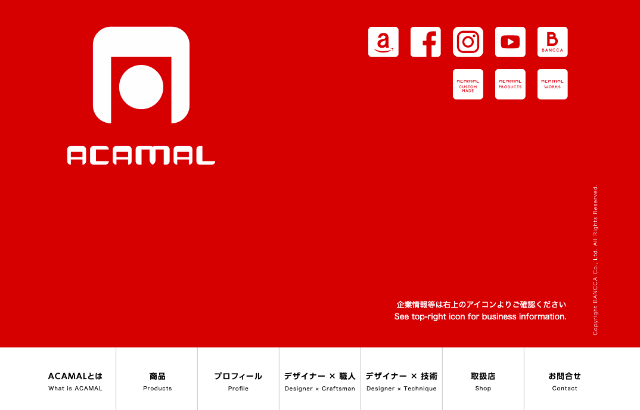 ACAMAL
BANCCA
ACAMAL CUSTOM MADE
ACAMAL PRODUCTS
ACAMAL WORKS
Copyright BANCCA Co., Ltd. All Rights Reserved.
企業情報等は右上のアイコンよりご確認ください
See top-right icon for business information.
ACAMALとは
What is ACAMAL
商品
Products
プロフィール
Profile
デザイナー × 職人
Designer × Craftsman
デザイナー × 技術
Designer × Technique
取扱店
Shop
お問合せ
Contact